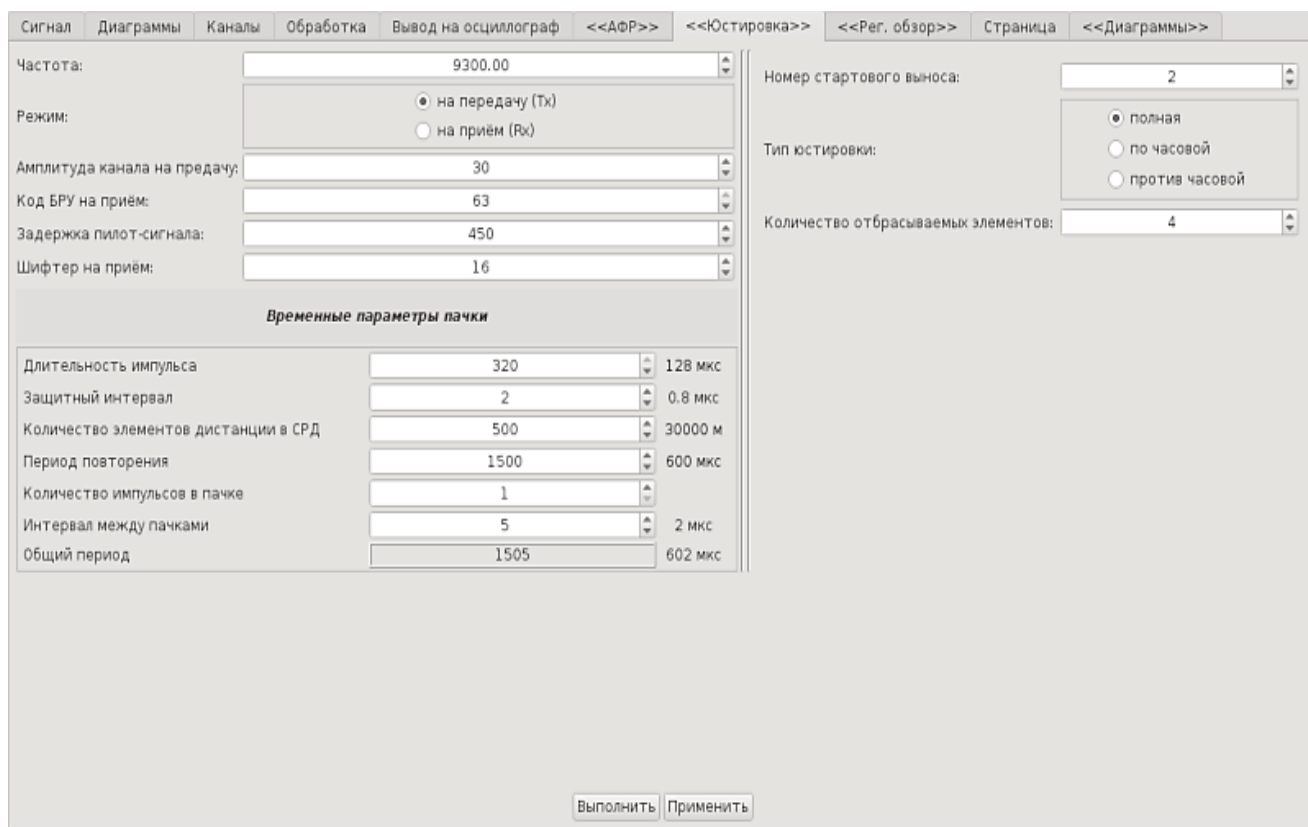 Сигнал Диаграммы Каналы Обработка Вывод на осциллограф <<АФР>> <<Юстировка>> <<Рег. обзор>> Страница <<Диаграммы>>
Частота: 9300.00
Режим:
на передачу (Tx)
на приём (Rx)
Амплитуда канала на предачу: 30
Код БРУ на приём: 63
Задержка пилот-сигнала: 450
Шифтер на приём: 16
Временные параметры пачки
Длительность импульса 320 128 мкс
Защитный интервал 2 0.8 мкс
Количество элементов дистанции в СРД 500 30000 м
Период повторения 1500 600 мкс
Количество импульсов в пачке 1
Интервал между пачками 5 2 мкс
Общий период 1505 602 мкс
Номер стартового выноса: 2
Тип юстировки:
полная
по часовой
против часовой
Количество отбрасываемых элементов: 4
Выполнить Применить